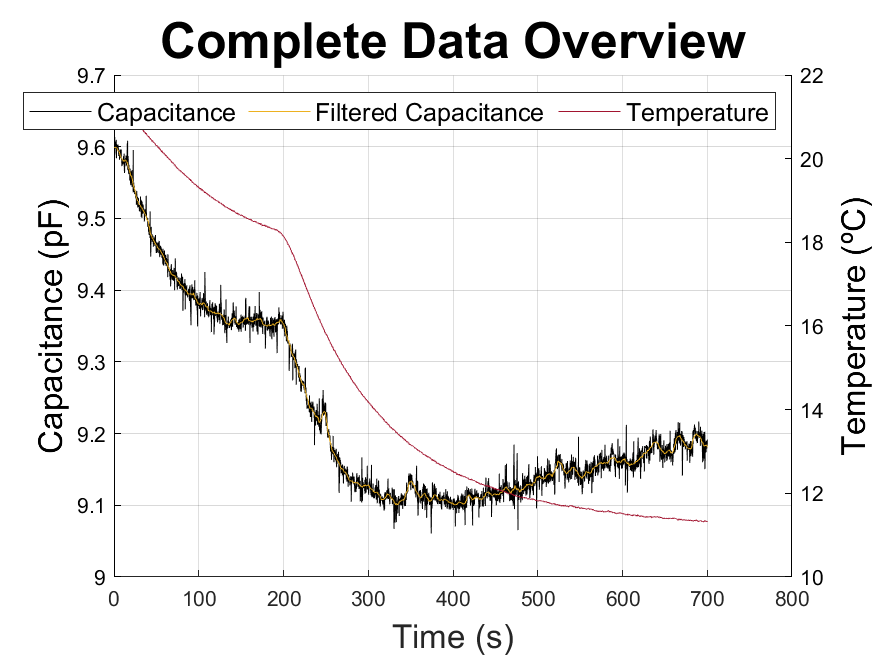 Complete Data Overview
Capacitance Filtered Capacitance Temperature
9.7
9.6
9.5
9.4
9.3
9.2
9.1
9
Capacitance (pF)
22
20
18
16
14
12
10
Temperature (ºC)
0 100 200 300 400 500 600 700 800
Time (s)